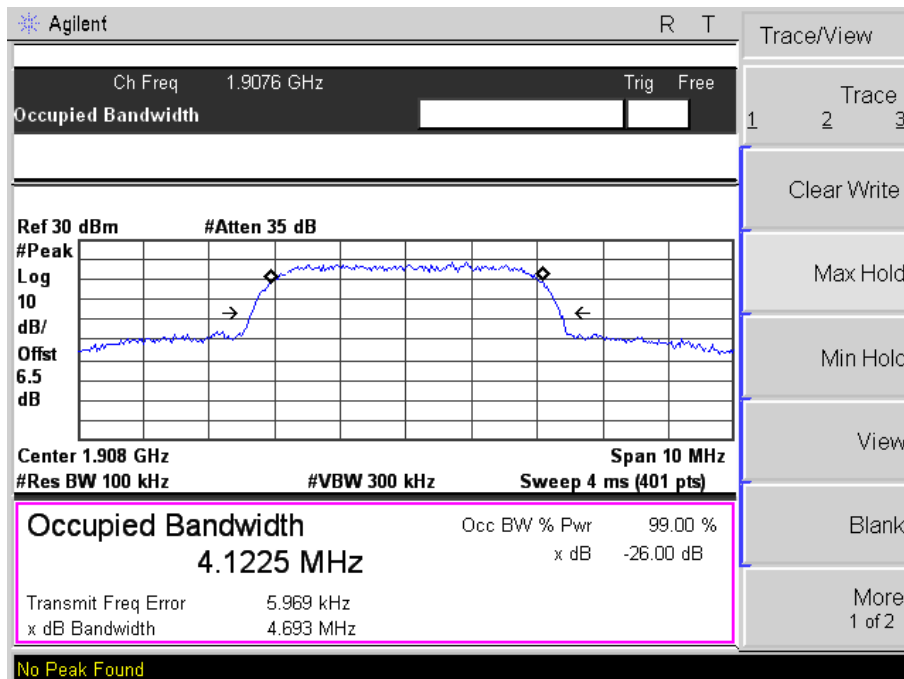 Agilent R T
Ch Freq 1.9076 GHz Trig Free
Occupied Bandwidth
Ref 30 dBm #Atten 35 dB
#Peak
Log
10
dB/
Offst
6.5
dB
Center 1.908 GHz Span 10 MHz
#Res BW 100 kHz #VBW 300 kHz Sweep 4 ms (401 pts)
Occupied Bandwidth
4.1225 MHz
Occ BW % Pwr 99.00 %
x dB -26.00 dB
Transmit Freq Error 5.969 kHz
x dB Bandwidth 4.693 MHz
No Peak Found
Trace/View
Trace
1 2 3
Clear Write
Max Hold
Min Hold
View
Blank
More
1 of 2